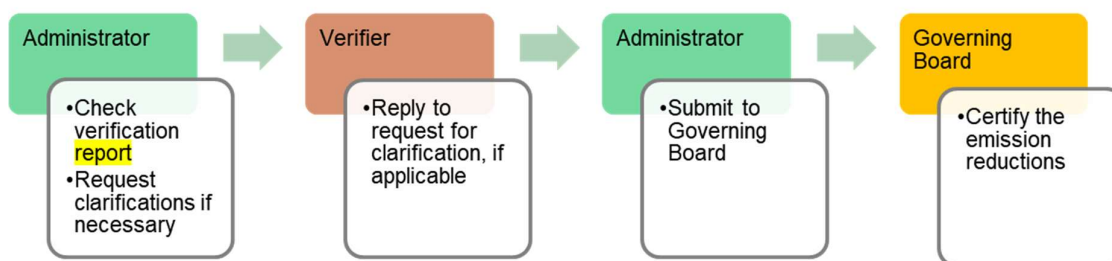 Administrator
•Check
verification
report
•Request
clarifications if
necessary
Verifier
•Reply to
request for
clarification, if
applicable
Administrator
•Submit to
Governing
Board
Governing
Board
•Certify the
emission
reductions